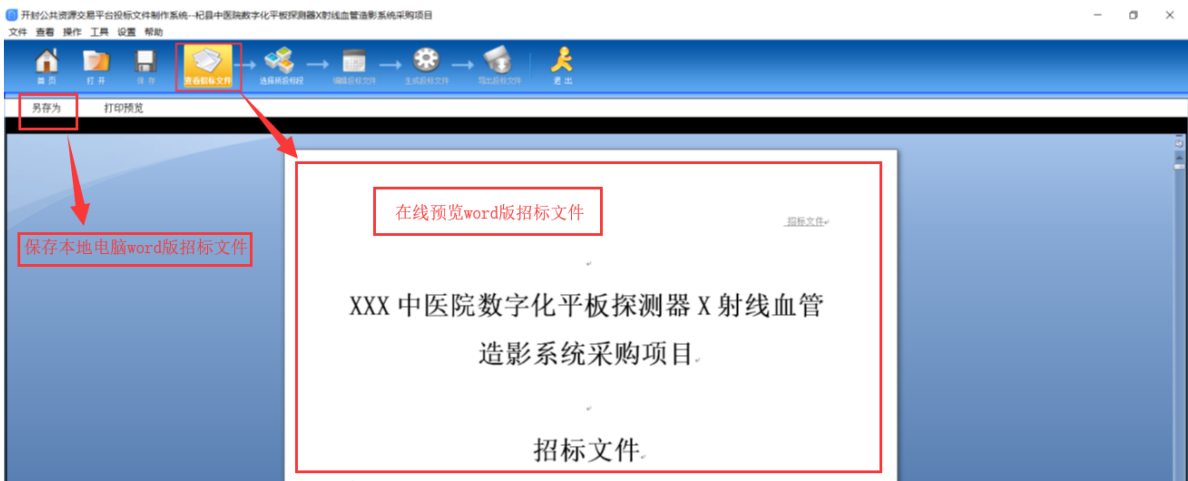 开封公共资源交易平台投标文件制作系统--杞县中医院数字化平板探测器X射线血管造影系统采购项目
文件 查看 操作 工具 设置 帮助
首页 打开 保存 查看招标文件 选择所投标段 编辑投标文件 生成投标文件 导出投标文件 退出
另存为 打印预览
在线预览word版招标文件
招标文件
保存本地电脑word版招标文件
XXX 中医院数字化平板探测器 X 射线血管
造影系统采购项目
招标文件